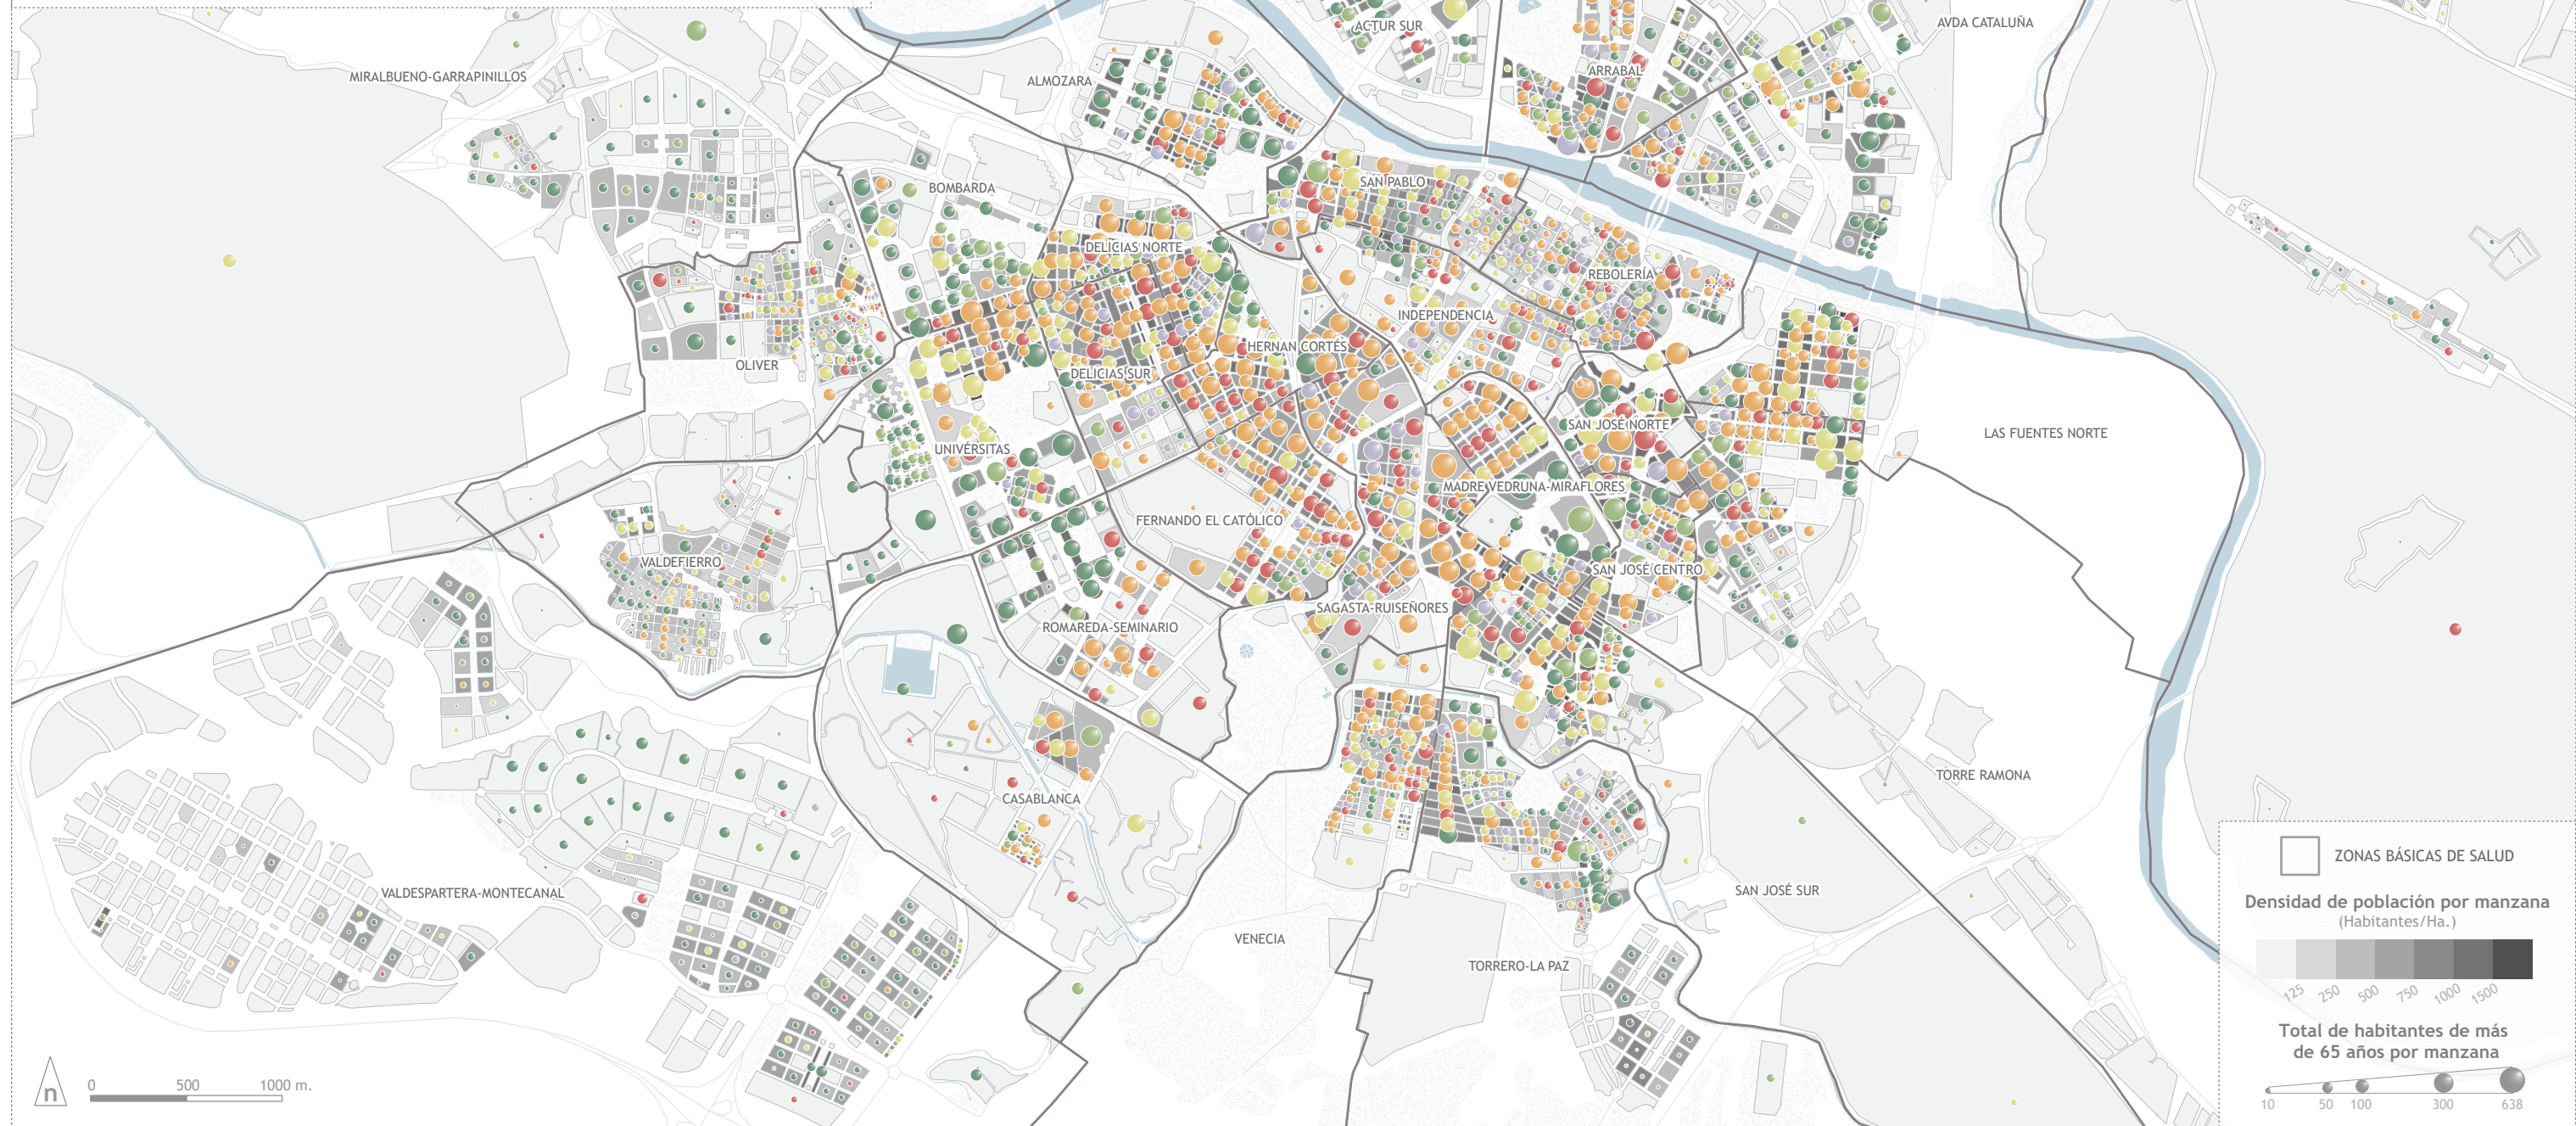 ACTUR SUR
AVDA CATALUÑA
MIRALBUENO-GARRAPINILLOS
ALMOZARA
ARRABAL
BOMBARDA
SAN PABLO
DELICIAS NORTE
REBOLERÍA
INDEPENDENCIA
HERNAN CORTÉS
OLIVER
DELICIAS SUR
SAN JOSÉ NORTE
LAS FUENTES NORTE
UNIVÉRSITAS
MADRE VEDRUNA-MIRAFLORES
FERNANDO EL CATÓLICO
VALDEFIERRO
SAN JOSÉ CENTRO
SAGASTA-RUISEÑORES
ROMAREDA-SEMINARIO
TORRE RAMONA
CASABLANCA
VALDESPARTERA-MONTECANAL
SAN JOSÉ SUR
VENECIA
TORRERO-LA PAZ
ZONAS BÁSICAS DE SALUD
Densidad de población por manzana
(Habitantes/Ha.)
125 250 500 750 1000 1500
Total de habitantes de más
de 65 años por manzana
10 50 100 300 638
n
0 500 1000 m.